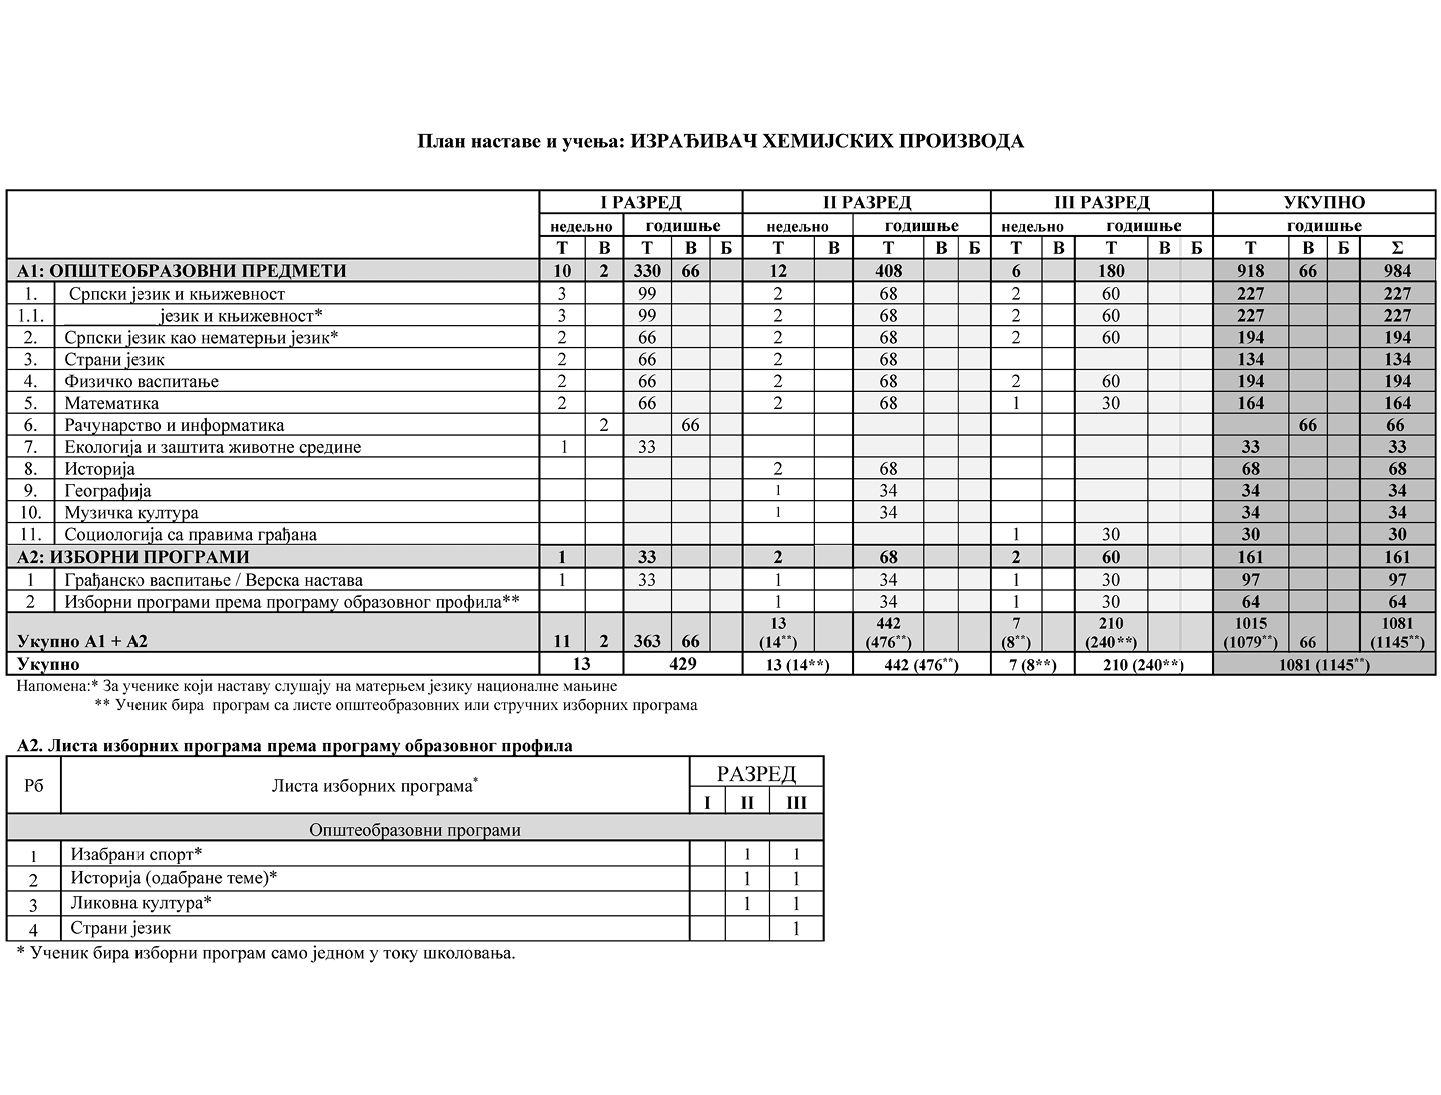 План наставе и учења: ИЗРАЂИВАЧ ХЕМИЈСКИХ ПРОИЗВОДА
I РАЗРЕД II РАЗРЕД III РАЗРЕД УКУПНО
недељно годишње недељно годишње недељно годишње годишње
Т В Т В Б Т В Т В Б Т В Т В Б Т В Б Σ
А1: ОПШТЕОБРАЗОВНИ ПРЕДМЕТИ 10 2 330 66 12 408 6 180 918 66 984
1. Српски језик и књижевност 3 99 2 68 2 60 227 227
1.1. __________ језик и књижевност* 3 99 2 68 2 60 227 227
2. Српски језик као нематерњи језик* 2 66 2 68 2 60 194 194
3. Страни језик 2 66 2 68 134 134
4. Физичко васпитање 2 66 2 68 2 60 194 194
5. Математика 2 66 2 68 1 30 164 164
6. Рачунарство и информатика 2 66 66 66
7. Екологија и заштита животне средине 1 33 33 33
8. Историја 2 68 68 68
9. Географија 1 34 34 34
10. Музичка култура 1 34 34 34
11. Социологија са правима грађана 1 30 30 30
А2: ИЗБОРНИ ПРОГРАМИ 1 33 2 68 2 60 161 161
1 Грађанско васпитање / Верска настава 1 33 1 34 1 30 97 97
2 Изборни програми према програму образовног профила** 1 34 1 30 64 64
13 442 7 210 1015 1081
Укупно А1 + А2 11 2 363 66 (14**) (476**) (8**) (240**) (1079**) 66 (1145**)
Укупно 13 429 13 (14**) 442 (476**) 7 (8**) 210 (240**) 1081 (1145**)
Напомена:* За ученике који наставу слушају на матерњем језику националне мањине
** Ученик бира програм са листе општеобразовних или стручних изборних програма
А2. Листа изборних програма према програму образовног профила
Рб Листа изборних програма* РАЗРЕД
I II III
Општеобразовни програми
1 Изабрани спорт* 1 1
2 Историја (одабране теме)* 1 1
3 Ликовна култура* 1 1
4 Страни језик 1
* Ученик бира изборни програм само једном у току школовања.